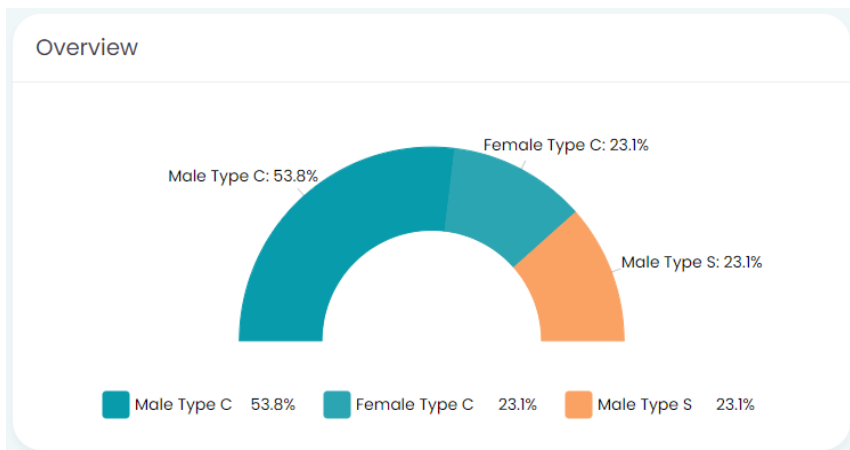 Overview
Female Type C: 23.1%
Male Type C: 53.8%
Male Type S: 23.1%
Male Type C 53.8% Female Type C 23.1% Male Type S 23.1%